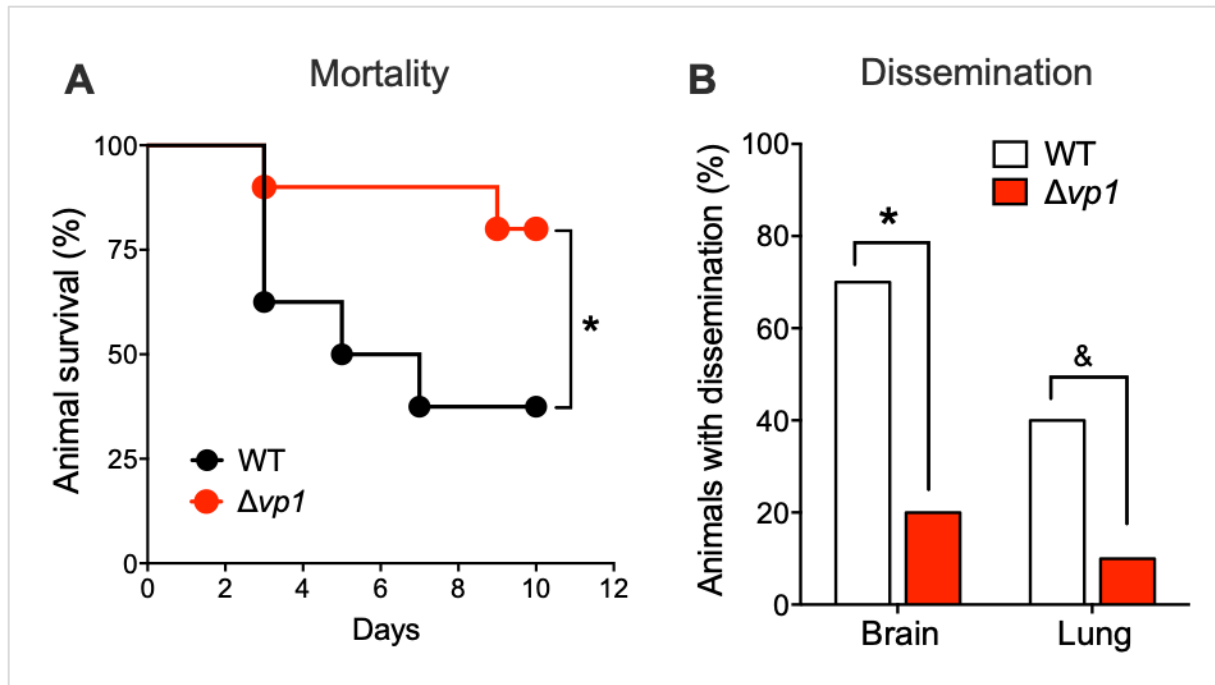 A Mortality
Animal survival (%)
100
75
50
25
0
0 2 4 6 8 10 12
Days
WT
Δvp1
*
B Dissemination
Animals with dissemination (%)
100
80
60
40
20
0
WT
Δvp1
*
&
Brain Lung